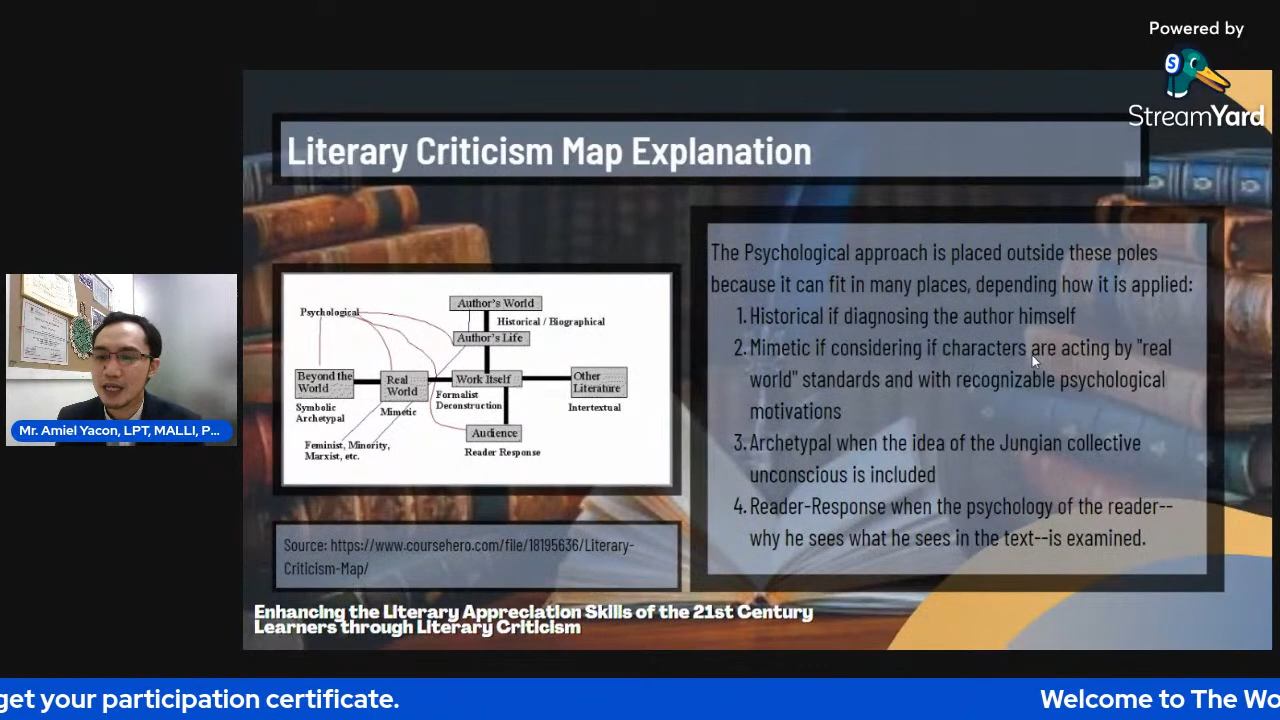 Powered by
StreamYard
Literary Criticism Map Explanation
Psychological
Author's World
Historical / Biographical
Author's Life
Beyond the
World
Real
World
Work Itself
Other
Literature
Symbolic
Archetypal
Mimetic
Formalist
Deconstruction
Intertextual
Audience
Feminist, Minority,
Marxist, etc.
Reader Response
The Psychological approach is placed outside these poles
because it can fit in many places, depending how it is applied:
1. Historical if diagnosing the author himself
2. Mimetic if considering if characters are acting by "real
world" standards and with recognizable psychological
motivations
3. Archetypal when the idea of the Jungian collective
unconscious is included
4. Reader-Response when the psychology of the reader--
why he sees what he sees in the text--is examined.
Source: https://www.coursehero.com/file/18195636/Literary-
Criticism-Map/
Mr. Amiel Yacon, LPT, MALLI, P...
Enhancing the Literary Appreciation Skills of the 21st Century
Learners through Literary Criticism
get your participation certificate.
Welcome to The Wo